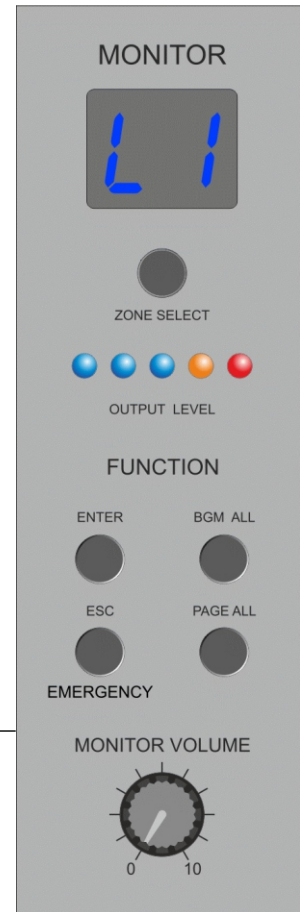 MONITOR
L1
ZONE SELECT
OUTPUT LEVEL
FUNCTION
ENTER BGM ALL
ESC PAGE ALL
EMERGENCY
MONITOR VOLUME
0 10